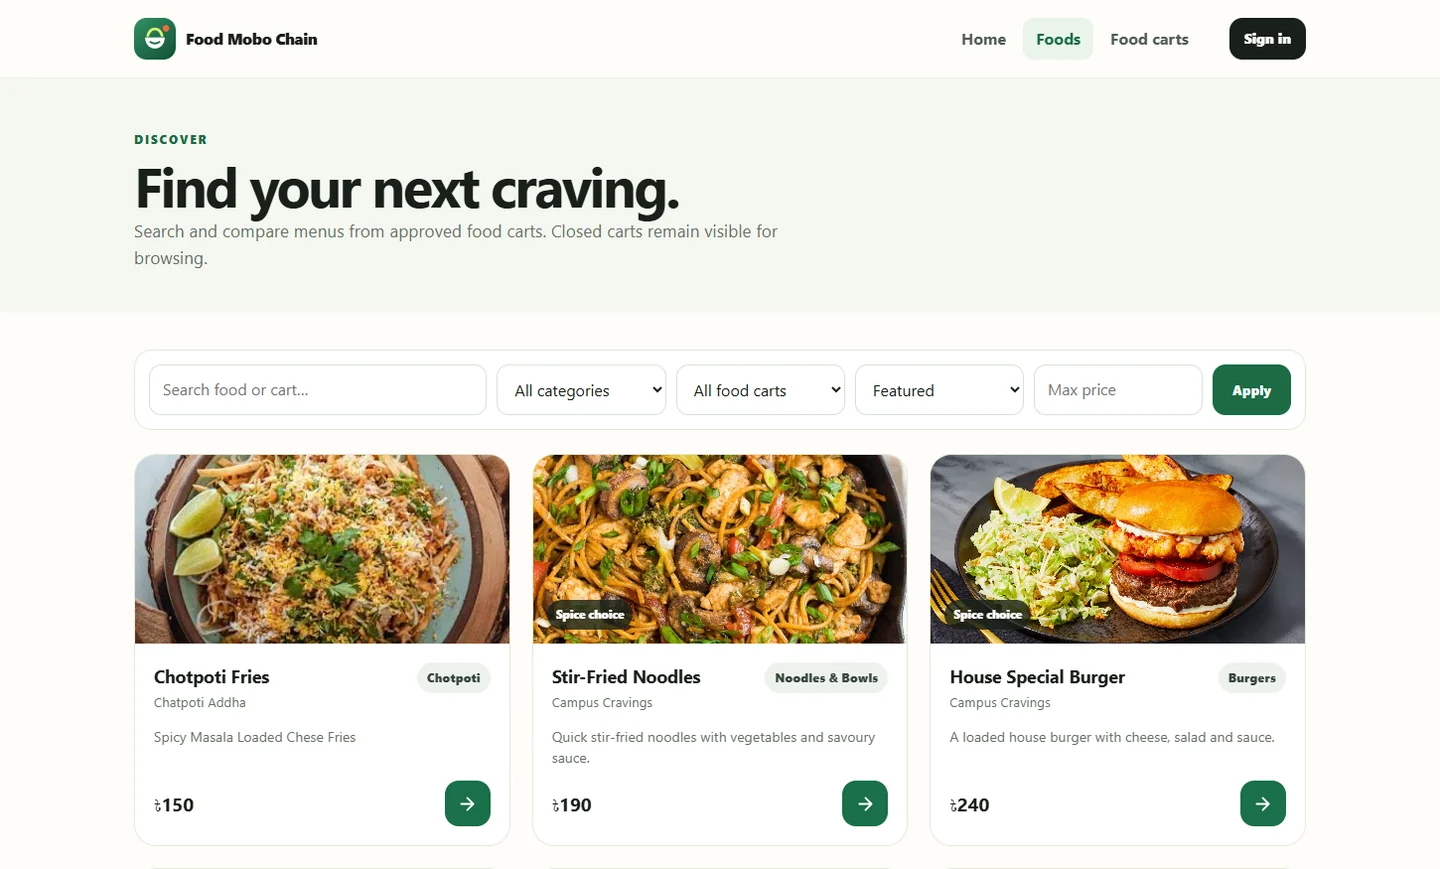 Food Mobo Chain
Home
Foods
Food carts
Sign in
DISCOVER
Find your next craving.
Search and compare menus from approved food carts. Closed carts remain visible for
browsing.
Search food or cart...
All categories
All food carts
Featured
Max price
Apply
Spice choice
Spice choice
Chotpoti Fries
Chotpoti
Chatpoti Addha
Spicy Masala Loaded Chese Fries
৳150
Stir-Fried Noodles
Noodles & Bowls
Campus Cravings
Quick stir-fried noodles with vegetables and savoury
sauce.
৳190
House Special Burger
Burgers
Campus Cravings
A loaded house burger with cheese, salad and sauce.
৳240